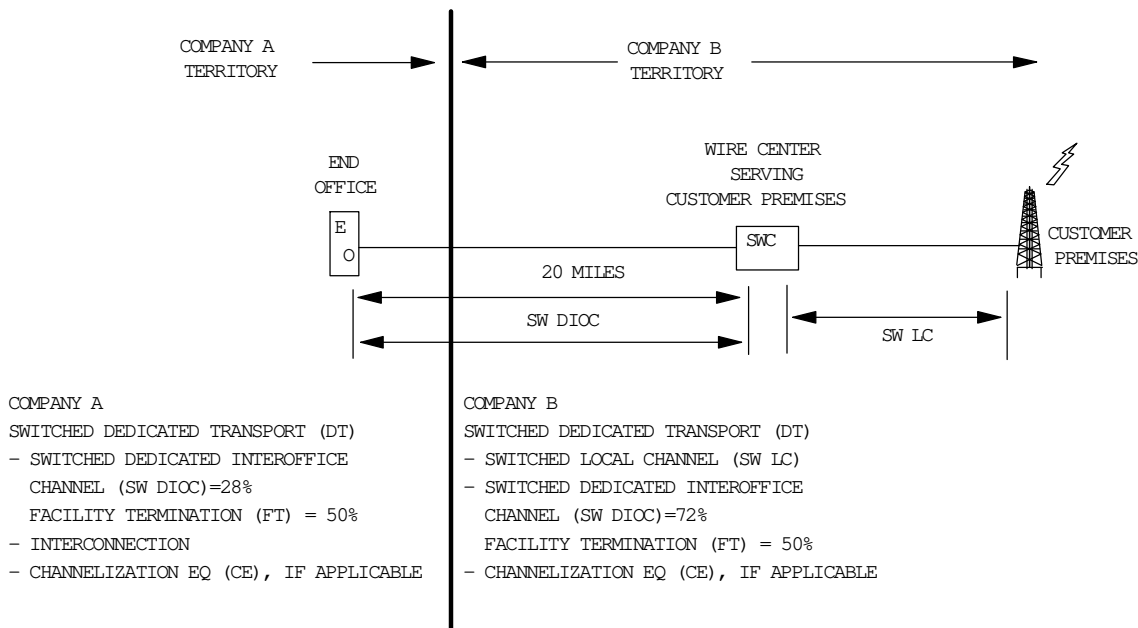 COMPANY A
TERRITORY
COMPANY B
TERRITORY
END
OFFICE
WIRE CENTER
SERVING
CUSTOMER PREMISES
E
O
SWC
CUSTOMER
PREMISES
20 MILES
SW DIOC
SW LC
COMPANY A
SWITCHED DEDICATED TRANSPORT (DT)
- SWITCHED DEDICATED INTEROFFICE
CHANNEL (SW DIOC)=28%
FACILITY TERMINATION (FT) = 50%
- INTERCONNECTION
- CHANNELIZATION EQ (CE), IF APPLICABLE
COMPANY B
SWITCHED DEDICATED TRANSPORT (DT)
- SWITCHED LOCAL CHANNEL (SW LC)
- SWITCHED DEDICATED INTEROFFICE
CHANNEL (SW DIOC)=72%
FACILITY TERMINATION (FT) = 50%
- CHANNELIZATION EQ (CE), IF APPLICABLE